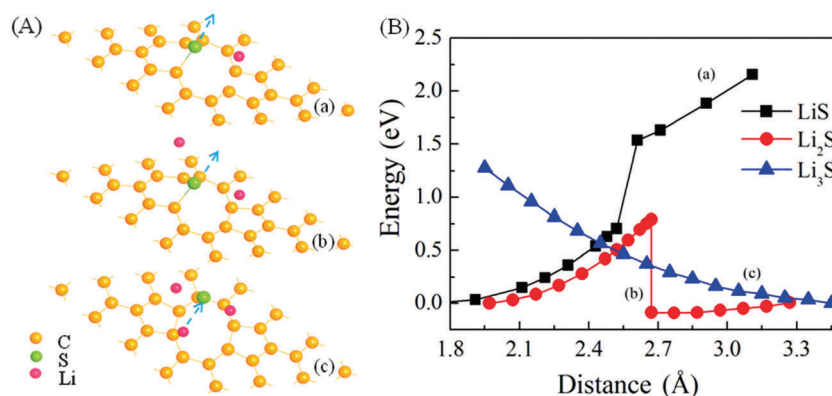 (A)
(a)
(b)
(c)
C
S
Li
(B)
Energy (eV)
2.5
2.0
1.5
1.0
0.5
0.0
(a)
LiS
Li₂S
Li₃S
(b)
(c)
1.8 2.1 2.4 2.7 3.0 3.3
Distance (Å)